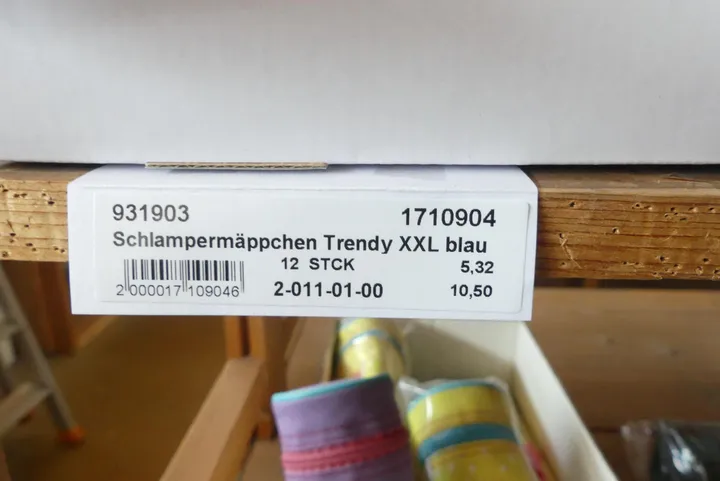 931903 1710904
Schlampermäppchen Trendy XXL blau
12 STCK 5,32
2 000017 109046 2-011-01-00 10,50